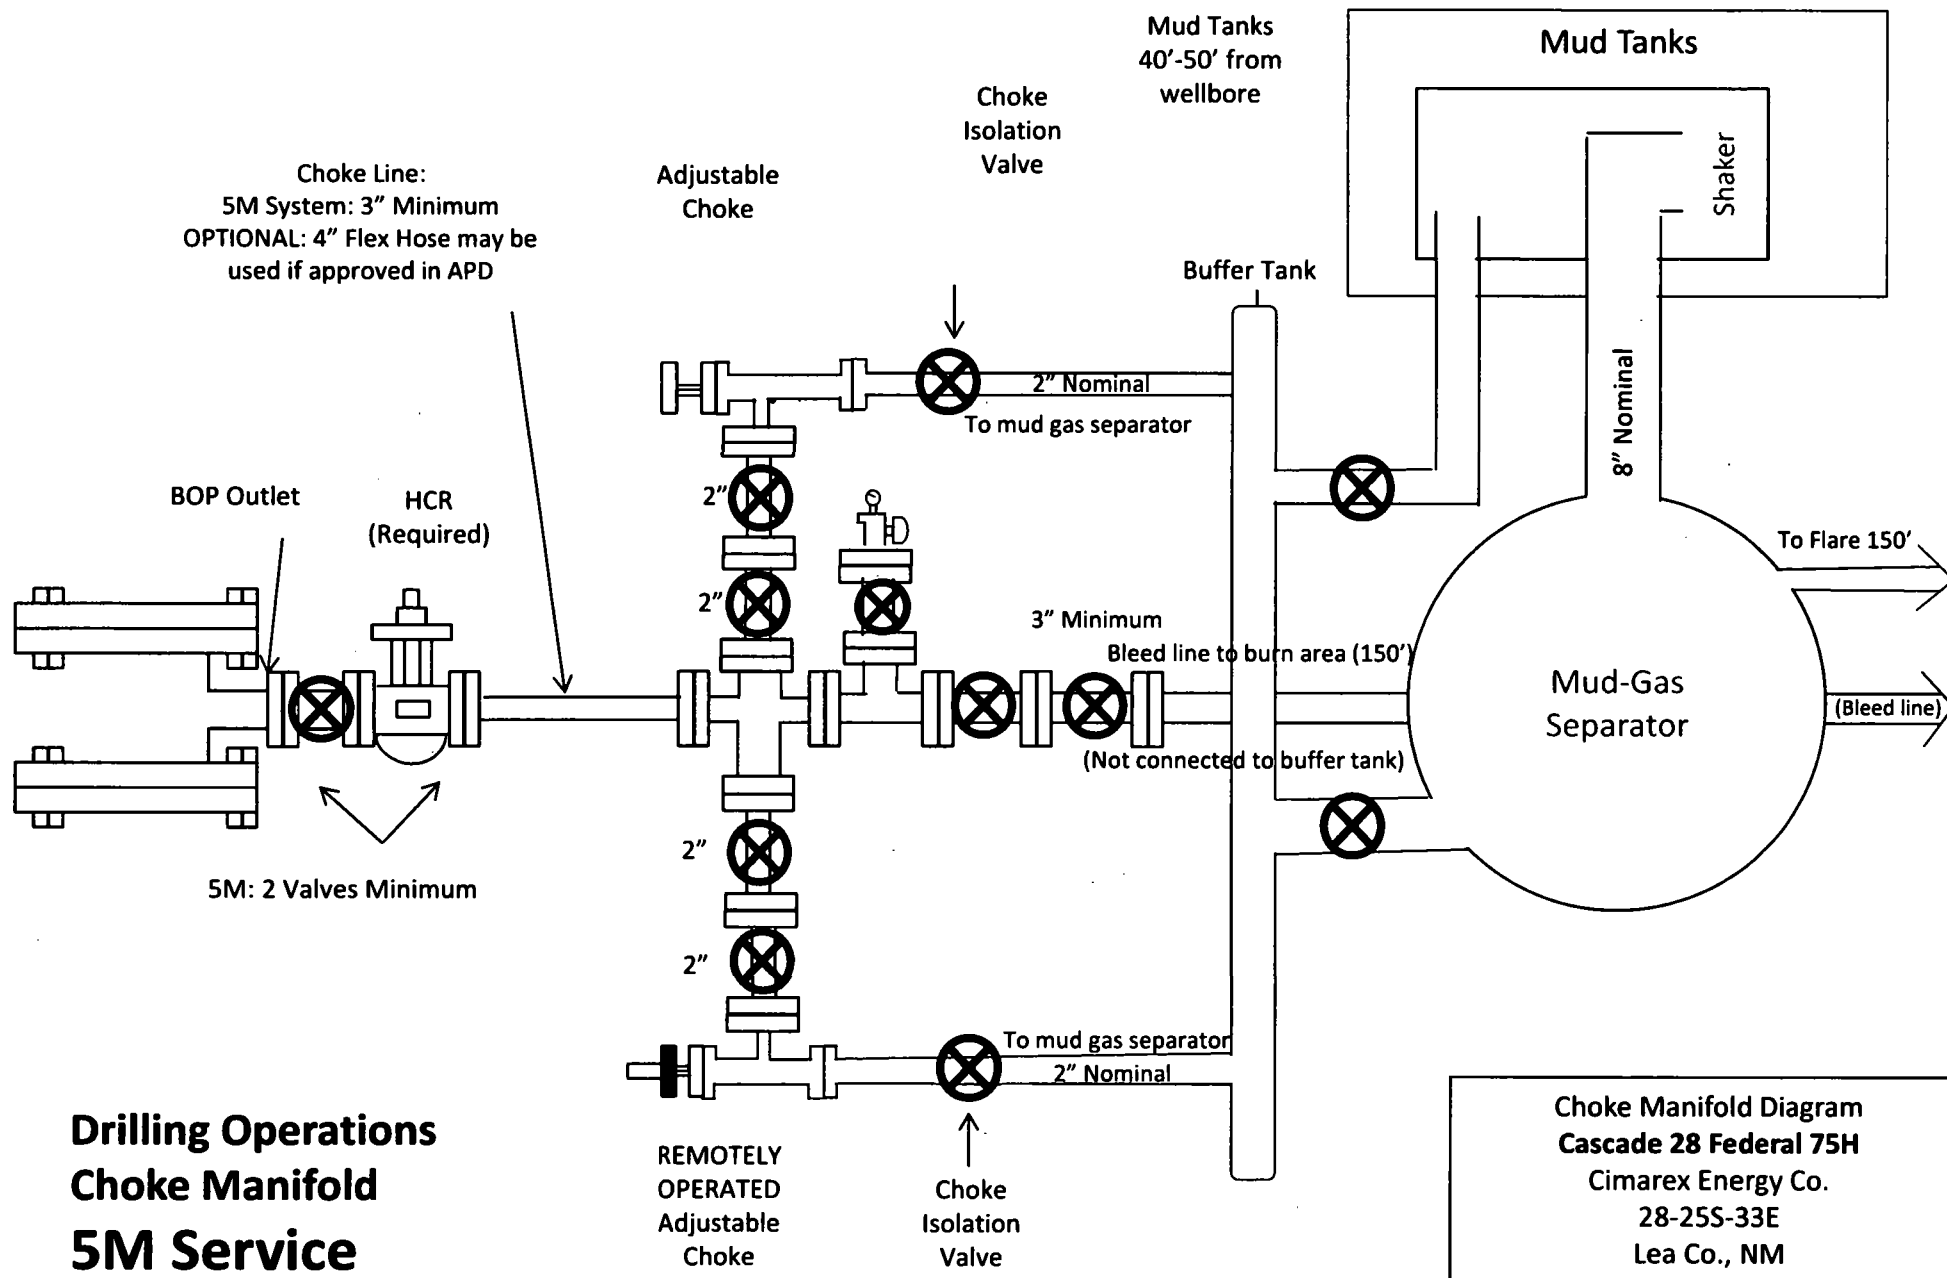 Mud Tanks
40’-50’ from
wellbore
Mud Tanks
Shaker
Choke
Isolation
Valve
Choke Line:
5M System: 3” Minimum
OPTIONAL: 4” Flex Hose may be
used if approved in APD
Adjustable
Choke
Buffer Tank
2” Nominal
To mud gas separator
8” Nominal
BOP Outlet
HCR
(Required)
2”
2”
To Flare 150’
3” Minimum
Bleed line to burn area (150’)
Mud-Gas
Separator
(Bleed line)
(Not connected to buffer tank)
5M: 2 Valves Minimum
2”
2”
To mud gas separator
2” Nominal
REMOTELY
OPERATED
Adjustable
Choke
Choke
Isolation
Valve
Drilling Operations
Choke Manifold
5M Service
Choke Manifold Diagram
Cascade 28 Federal 75H
Cimarex Energy Co.
28-25S-33E
Lea Co., NM